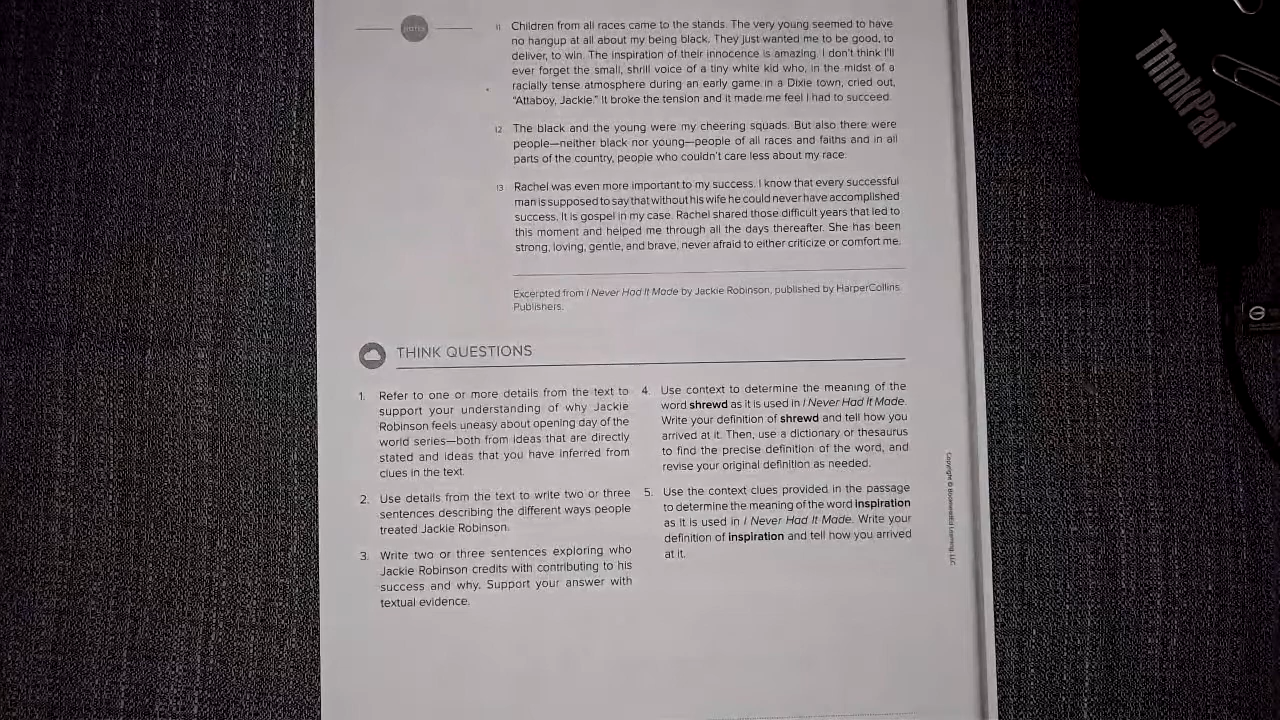 NOTES
11 Children from all races came to the stands. The very young seemed to have
no hangup at all about my being black. They just wanted me to be good, to
deliver, to win. The inspiration of their innocence is amazing. I don't think I'll
ever forget the small, shrill voice of a tiny white kid who, in the midst of a
racially tense atmosphere during an early game in a Dixie town, cried out,
"Attaboy, Jackie." It broke the tension and it made me feel I had to succeed.
12 The black and the young were my cheering squads. But also there were
people—neither black nor young—people of all races and faiths and in all
parts of the country, people who couldn't care less about my race.
13 Rachel was even more important to my success. I know that every successful
man is supposed to say that without his wife he could never have accomplished
success. It is gospel in my case. Rachel shared those difficult years that led to
this moment and helped me through all the days thereafter. She has been
strong, loving, gentle, and brave, never afraid to either criticize or comfort me.
Excerpted from I Never Had It Made by Jackie Robinson, published by HarperCollins
Publishers.
THINK QUESTIONS
1. Refer to one or more details from the text to
support your understanding of why Jackie
Robinson feels uneasy about opening day of the
world series—both from ideas that are directly
stated and ideas that you have inferred from
clues in the text.
2. Use details from the text to write two or three
sentences describing the different ways people
treated Jackie Robinson.
3. Write two or three sentences exploring who
Jackie Robinson credits with contributing to his
success and why. Support your answer with
textual evidence.
4. Use context to determine the meaning of the
word shrewd as it is used in I Never Had It Made.
Write your definition of shrewd and tell how you
arrived at it. Then, use a dictionary or thesaurus
to find the precise definition of the word, and
revise your original definition as needed.
5. Use the context clues provided in the passage
to determine the meaning of the word inspiration
as it is used in I Never Had It Made. Write your
definition of inspiration and tell how you arrived
at it.
Copyright © BookheadEd Learning, LLC
ThinkPad